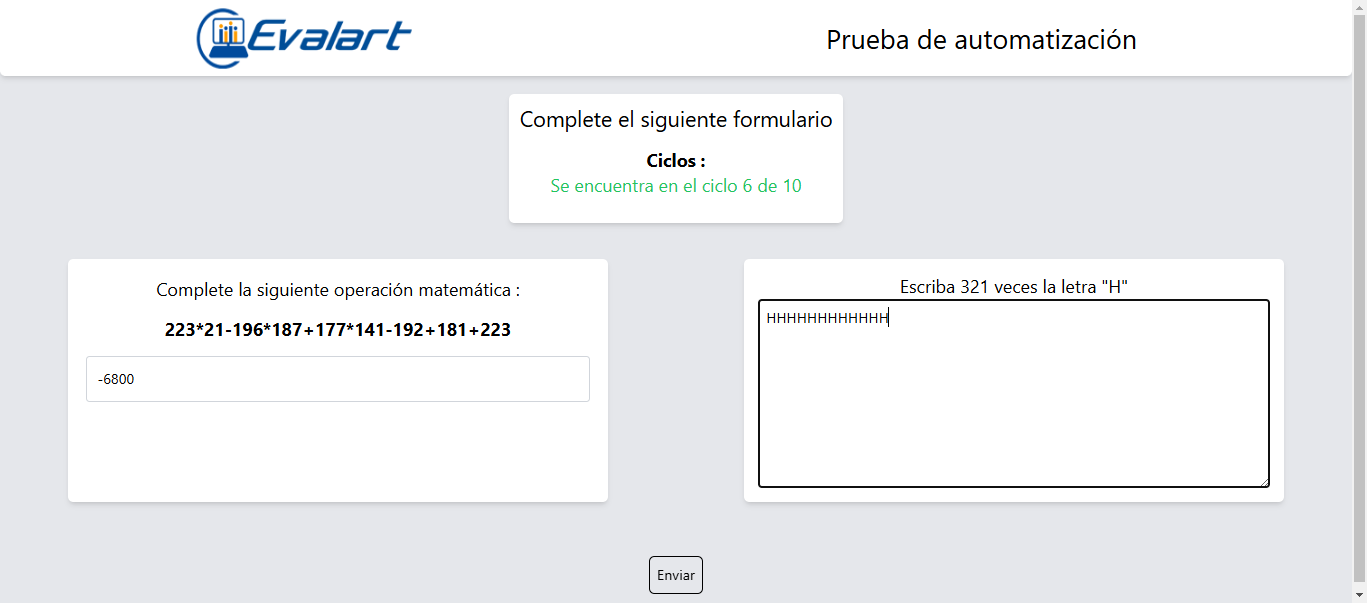 Evalart
Prueba de automatización
Complete el siguiente formulario
Ciclos :
Se encuentra en el ciclo 6 de 10
Complete la siguiente operación matemática :
223*21-196*187+177*141-192+181+223
-6800
Escriba 321 veces la letra "H"
HHHHHHHHHHHH
Enviar